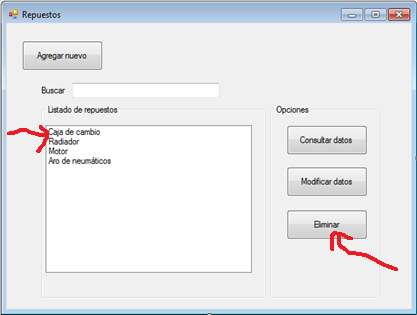 Repuestos
Agregar nuevo
Buscar
Listado de repuestos
Caja de cambio
Radiador
Motor
Aro de neumáticos
Opciones
Consultar datos
Modificar datos
Eliminar